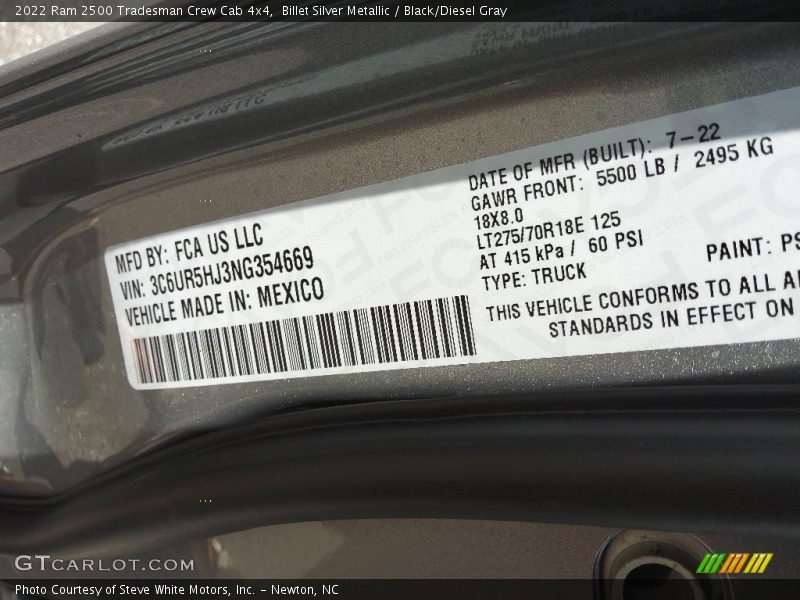 2022 Ram 2500 Tradesman Crew Cab 4x4,  Billet Silver Metallic / Black/Diesel Gray
MFD BY: FCA US LLC
VIN: 3C6UR5HJ3NG354669
VEHICLE MADE IN: MEXICO
DATE OF MFR (BUILT): 7-22
GAWR FRONT: 5500 LB / 2495 KG
18X8.0
LT275/70R18E 125
AT 415 kPa / 60 PSI
TYPE: TRUCK
PAINT: PS
THIS VEHICLE CONFORMS TO ALL
STANDARDS IN EFFECT ON
GTCARLOT.COM
Photo Courtesy of Steve White Motors, Inc. – Newton, NC